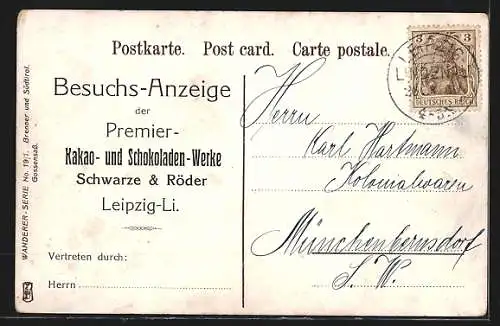 Postkarte. Post card. Carte postale.
Besuchs-Anzeige
der
Premier-
Kakao- und Schokoladen-Werke
Schwarze & Röder
Leipzig-Li.
Vertreten durch:
Herrn
WANDERER-SERIE No. 19/1. Brenner und Südtirol.
Gossensaß.
3 3
DEUTSCHES REICH
LEIPZIG
Herrn
Karl Hartmann
Kolonialwaren
Münchenbernsdorf
S. W.